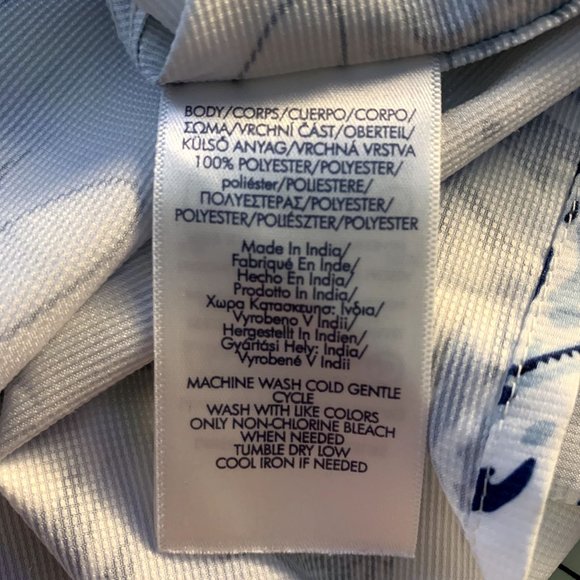 BODY/CORPS/CUERPO/CORPO/
ΣΩΜΑ/VRCHNÍ ČÁST/OBERTEIL/
KÜLSŐ ANYAG/VRCHNÁ VRSTVA
100% POLYESTER/POLYESTER/
poliéster/POLIESTERE/
ΠΟΛΥΕΣΤΕΡΑΣ/POLYESTER/
POLYESTER/POLIÉSZTER/POLYESTER
Made In India/
Fabriqué En Inde/
Hecho En India/
Prodotto In India/
Χωρα Κατασκευης: Ινδια/
Vyrobeno V Indii/
Hergestellt In Indien/
Gyártási Hely: India/
Vyrobené V Indii
MACHINE WASH COLD GENTLE
CYCLE
WASH WITH LIKE COLORS
ONLY NON-CHLORINE BLEACH
WHEN NEEDED
TUMBLE DRY LOW
COOL IRON IF NEEDED